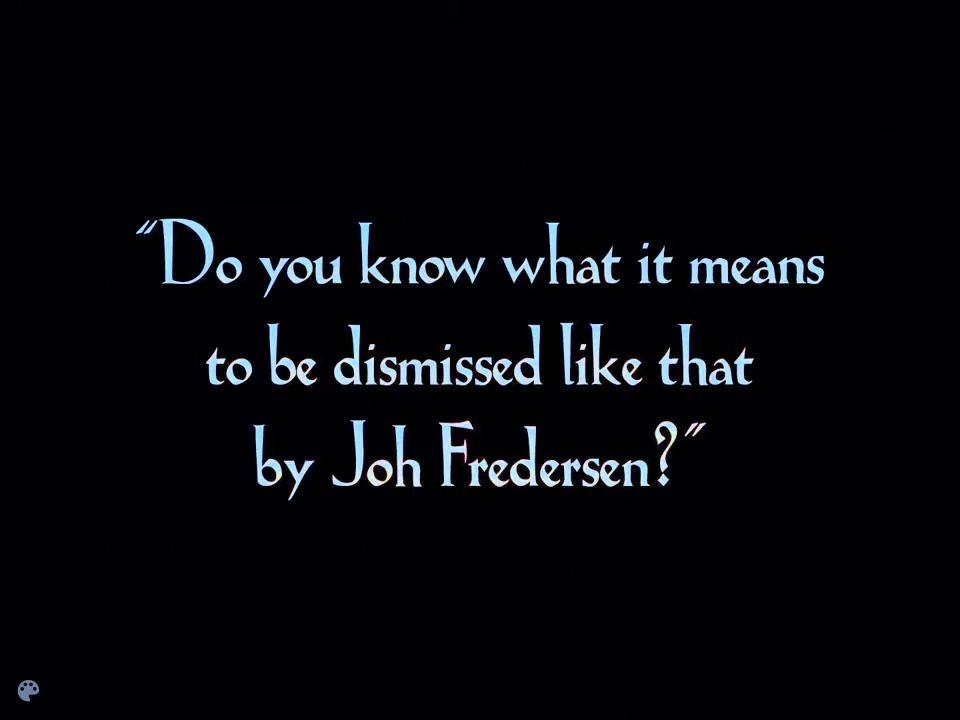 "Do you know what it means
to be dismissed like that
by Joh Fredersen?"